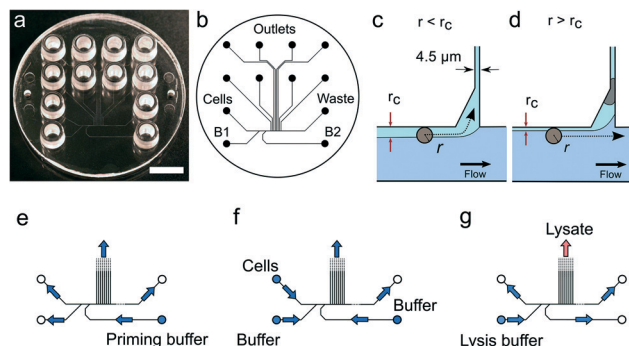 a
b
Outlets
Cells
Waste
B1
B2
c
r < rc
4.5 μm
rc
r
Flow
d
r > rc
rc
r
Flow
e
Priming buffer
f
Cells
Buffer
Buffer
g
Lysate
Lysis buffer